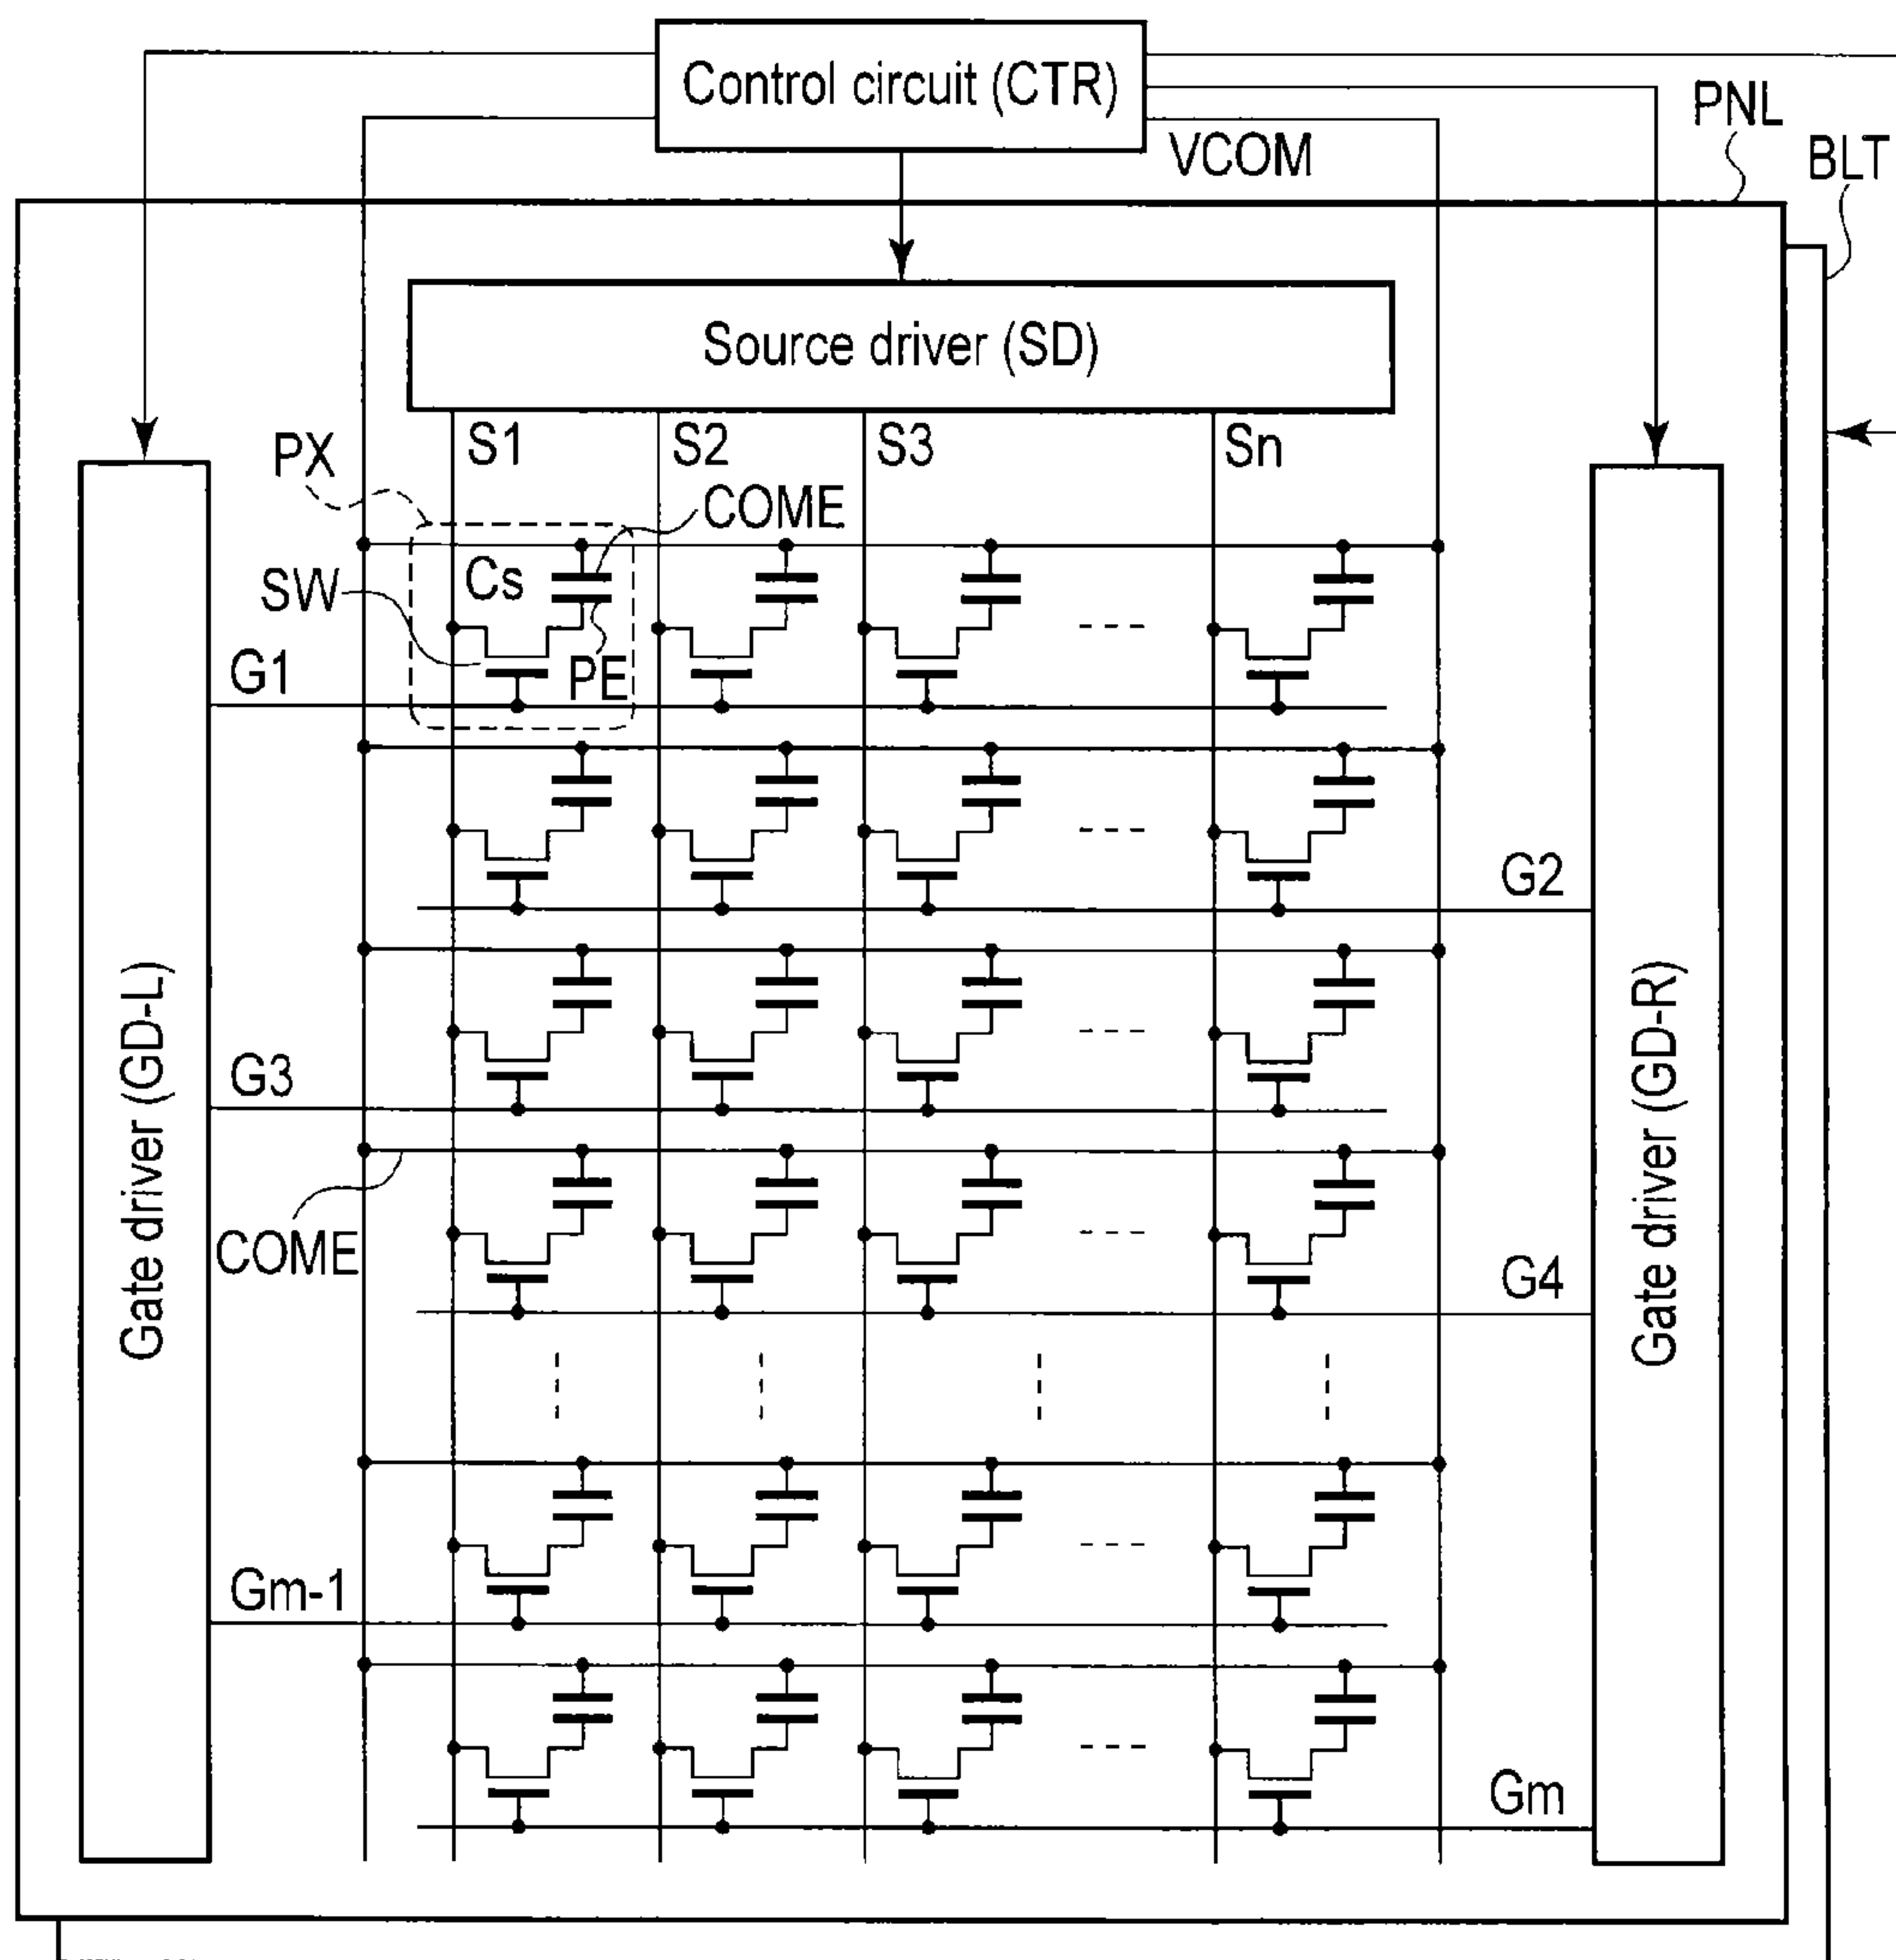 Control circuit (CTR)
PNL
VCOM
BLT
Source driver (SD)
S1
S2
S3
Sn
PX
COME
Cs
SW
PE
G1
G2
Gate driver (GD-L)
Gate driver (GD-R)
G3
COME
G4
Gm-1
Gm